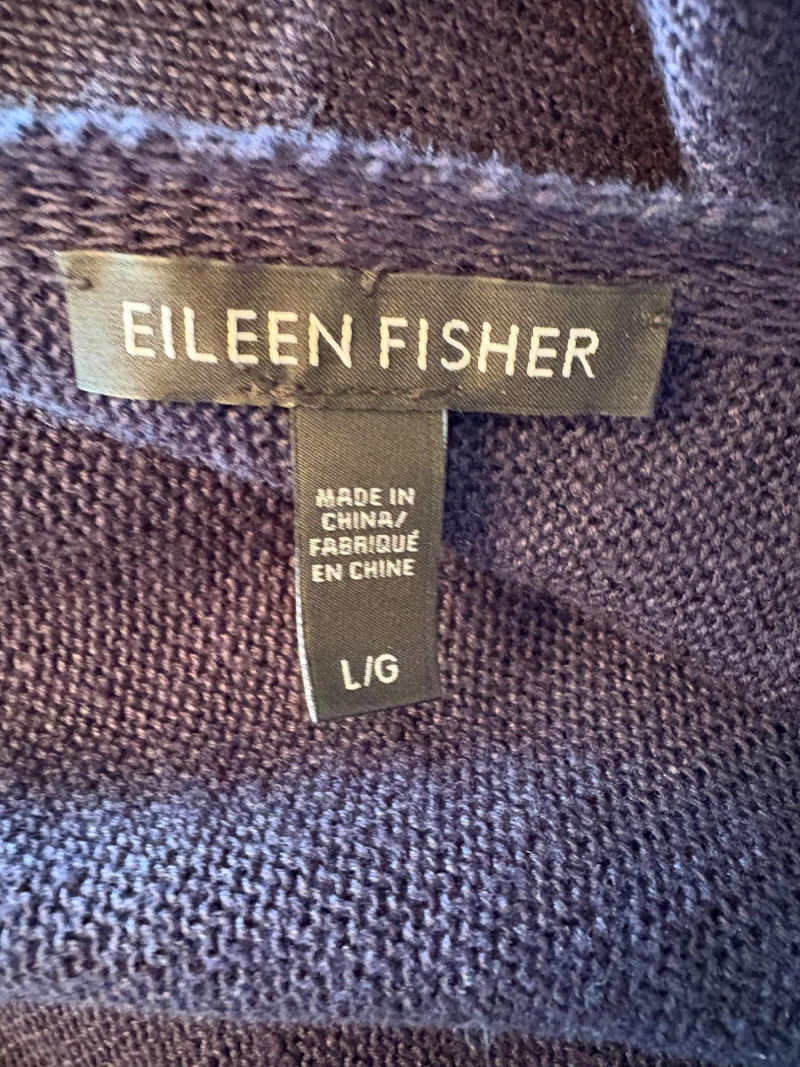 EILEEN FISHER
MADE IN
CHINA/
FABRIQUÉ
EN CHINE
L/G